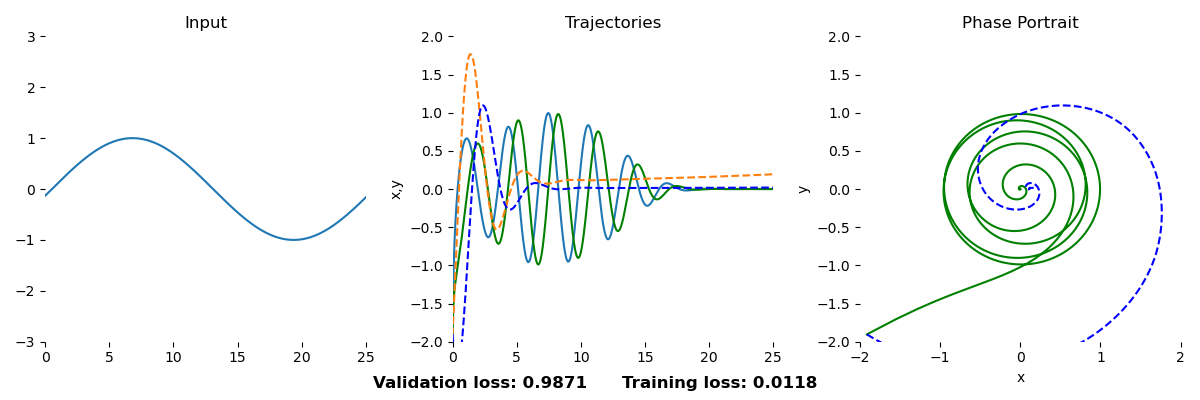 Input
3
2
1
0
−1
−2
−3
0 5 10 15 20 25
Trajectories
x,y
2.0
1.5
1.0
0.5
0.0
−0.5
−1.0
−1.5
−2.0
0 5 10 15 20 25
Phase Portrait
y
2.0
1.5
1.0
0.5
0.0
−0.5
−1.0
−1.5
−2.0
−2 −1 0 1 2
x
Validation loss: 0.9871 Training loss: 0.0118